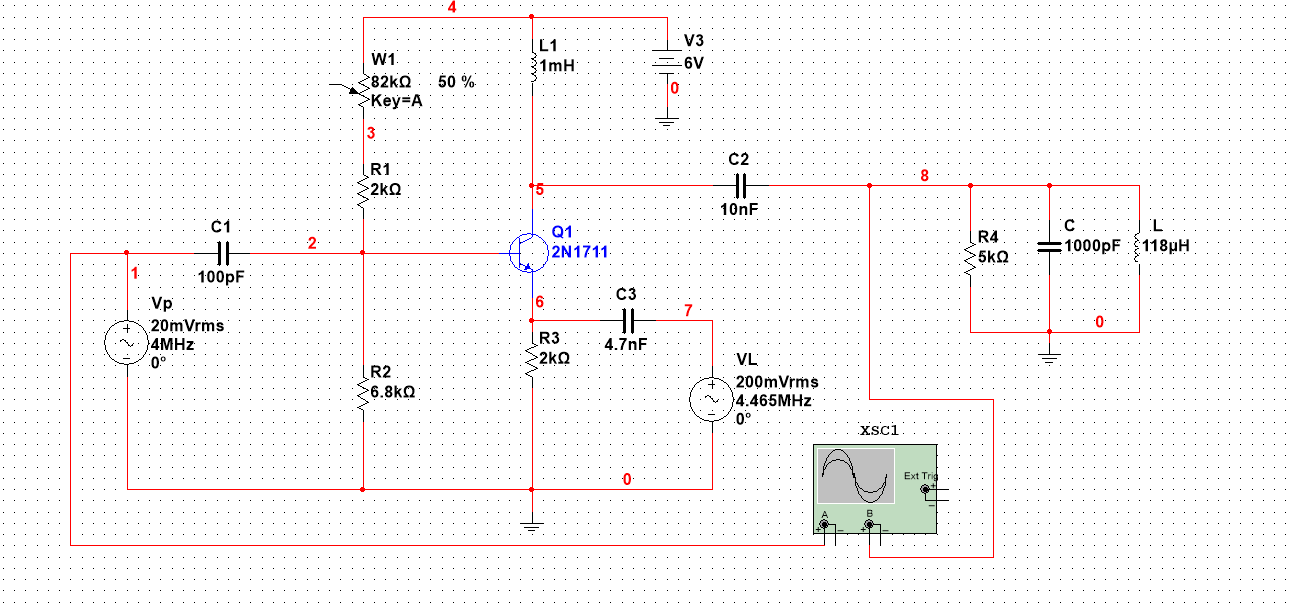 4
L1
1mH
V3
6V
0
W1
82kΩ 50 %
Key=A
3
R1
2kΩ
C2
10nF
8
5
C1
100pF
2
1
Q1
2N1711
R4
5kΩ
C
1000pF
L
118µH
0
6
C3
4.7nF
7
Vp
20mVrms
4MHz
0°
R3
2kΩ
R2
6.8kΩ
VL
200mVrms
4.465MHz
0°
0
XSC1
Ext Trig
+
−
A
B
+ − + −